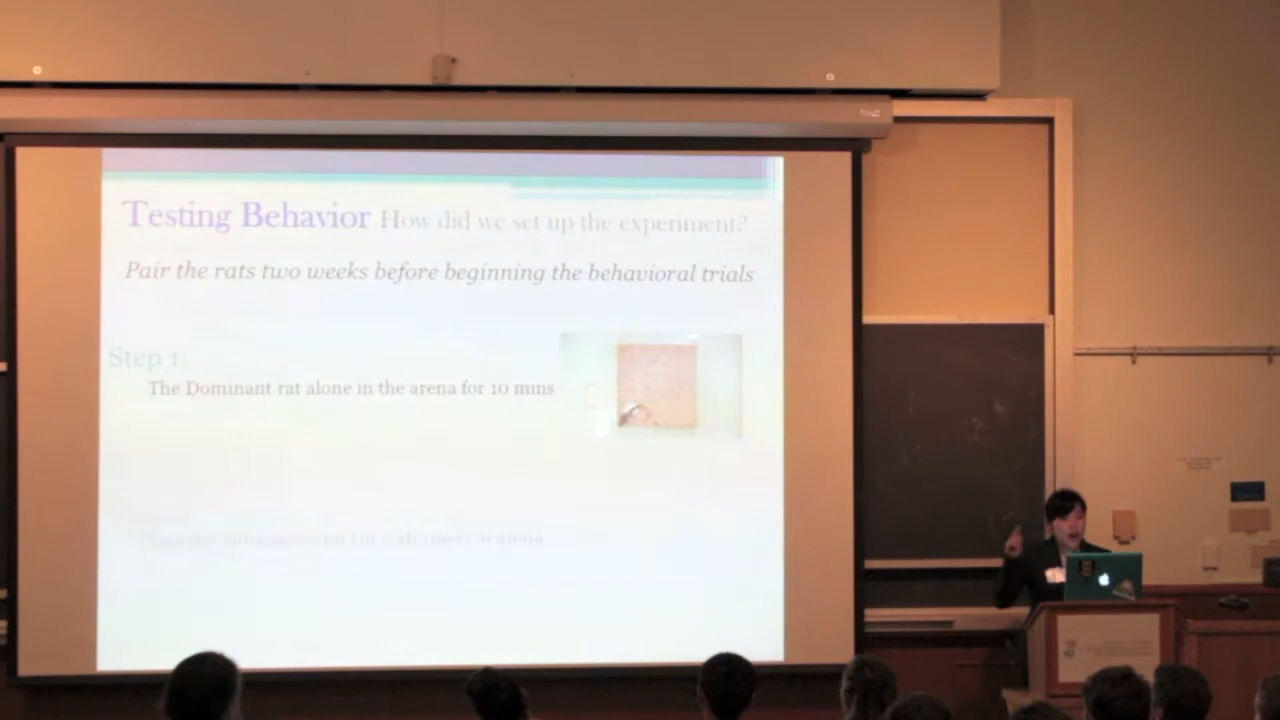 Testing Behavior How did we set up the experiment?
Pair the rats two weeks before beginning the behavioral trials
Step 1:
The Dominant rat alone in the arena for 10 mins